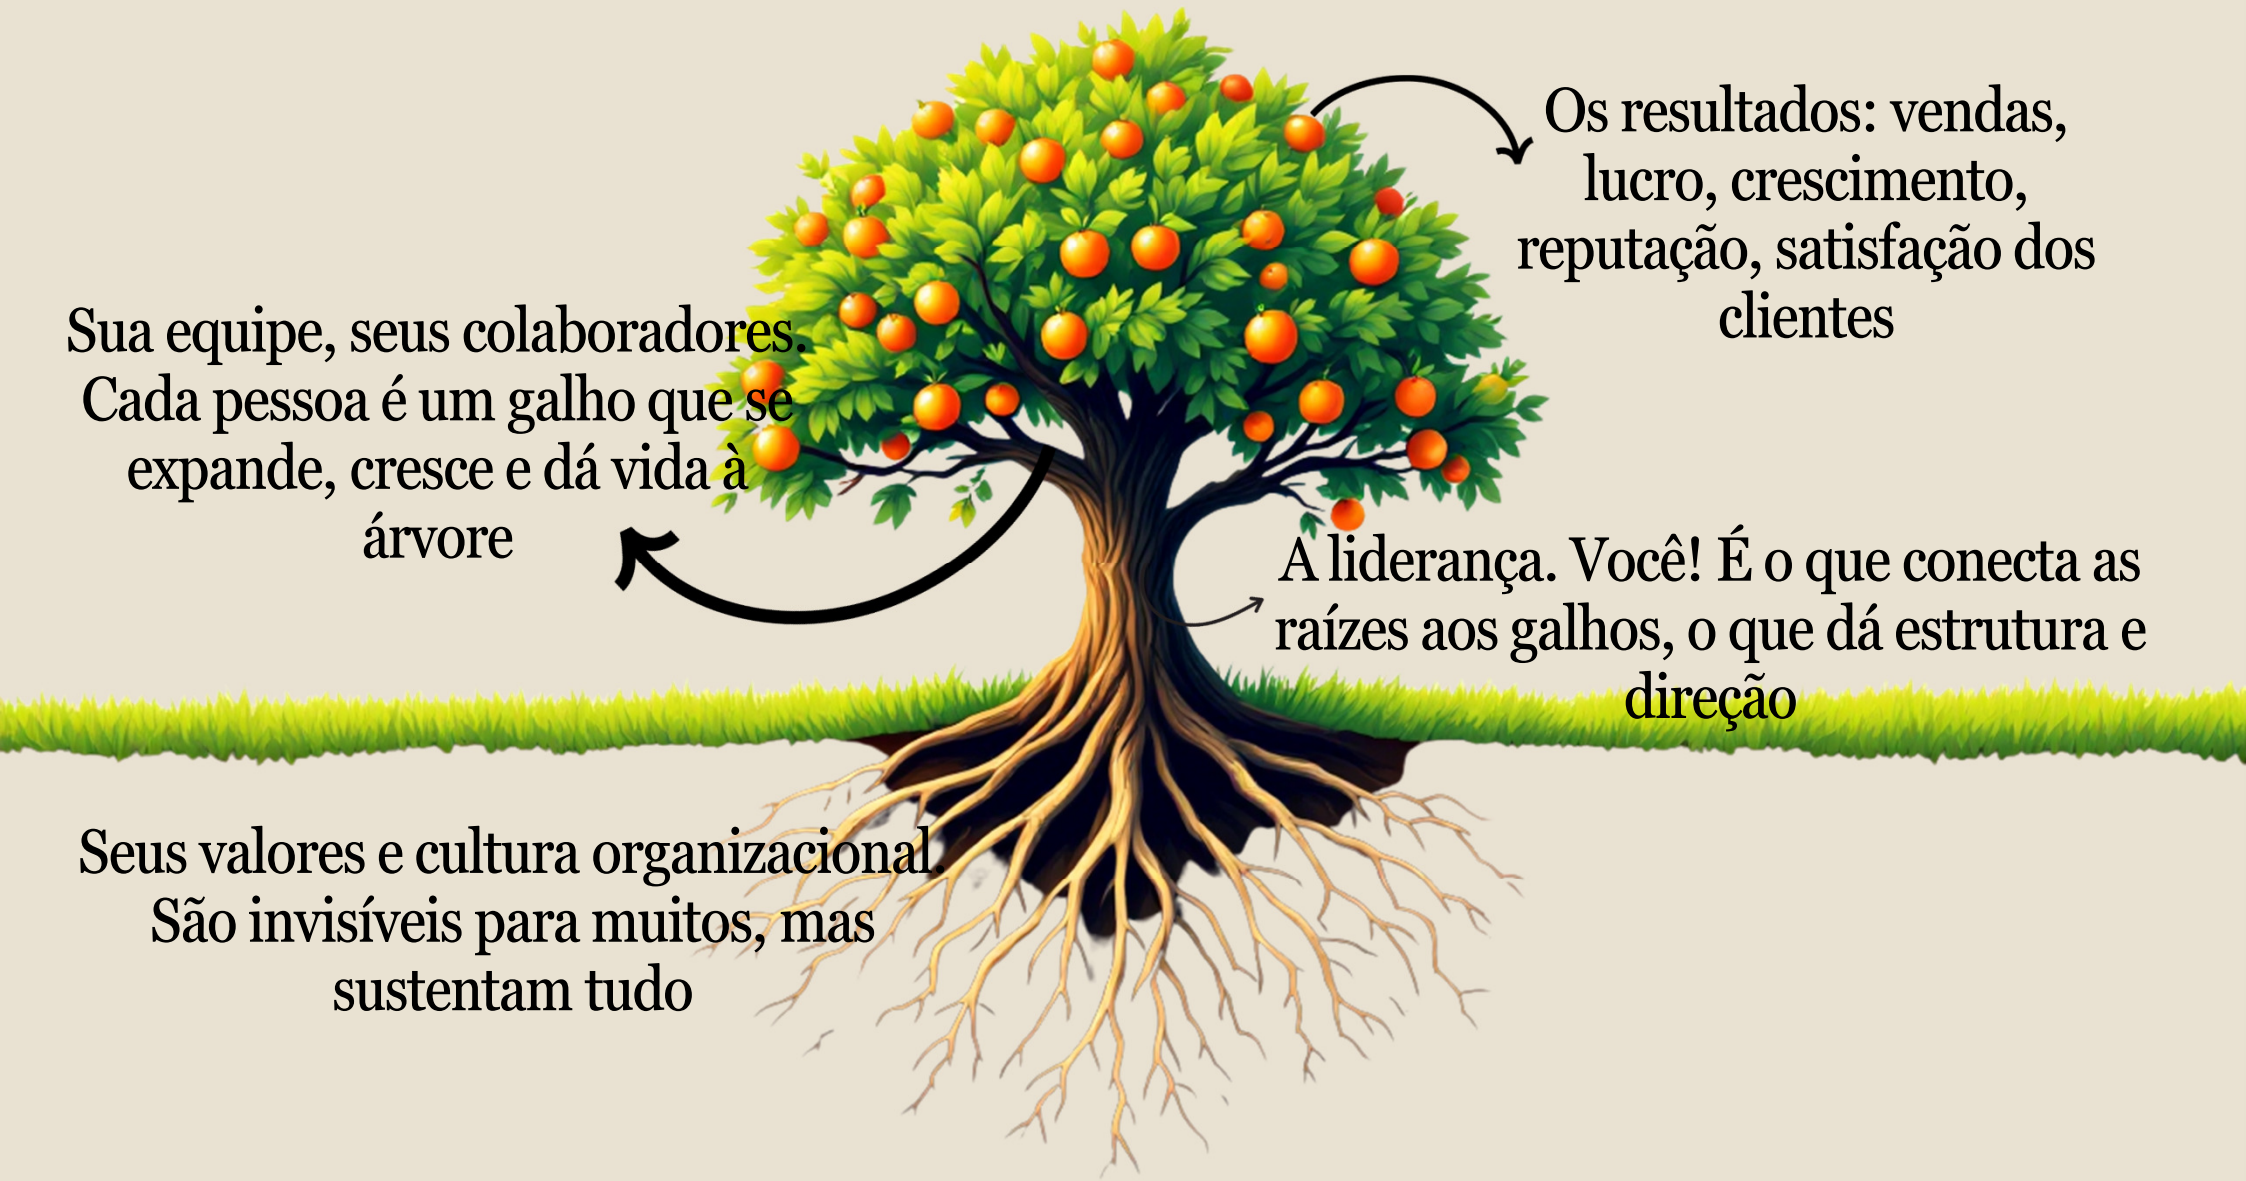 Os resultados: vendas,
lucro, crescimento,
reputação, satisfação dos
clientes
Sua equipe, seus colaboradores.
Cada pessoa é um galho que se
expande, cresce e dá vida à
árvore
A liderança. Você! É o que conecta as
raízes aos galhos, o que dá estrutura e
direção
Seus valores e cultura organizacional.
São invisíveis para muitos, mas
sustentam tudo